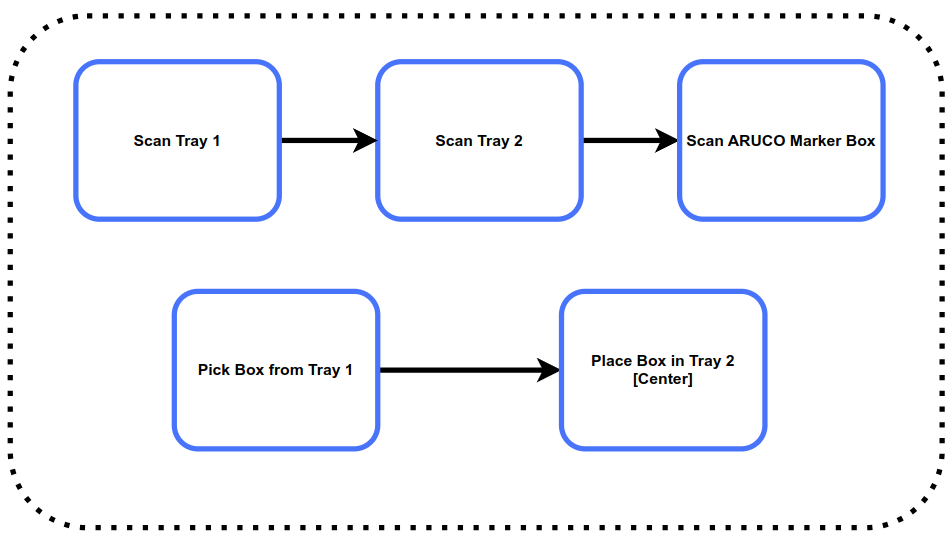 Scan Tray 1
Scan Tray 2
Scan ARUCO Marker Box
Pick Box from Tray 1
Place Box in Tray 2
[Center]